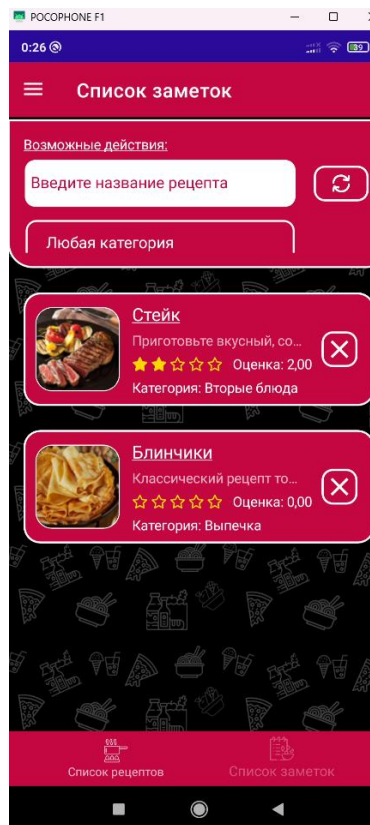 POCOPHONE F1
0:26
89
Список заметок
Возможные действия:
Введите название рецепта
Любая категория
Стейк
Приготовьте вкусный, со...
Оценка: 2,00
Категория: Вторые блюда
Блинчики
Классический рецепт то...
Оценка: 0,00
Категория: Выпечка
Список рецептов
Список заметок